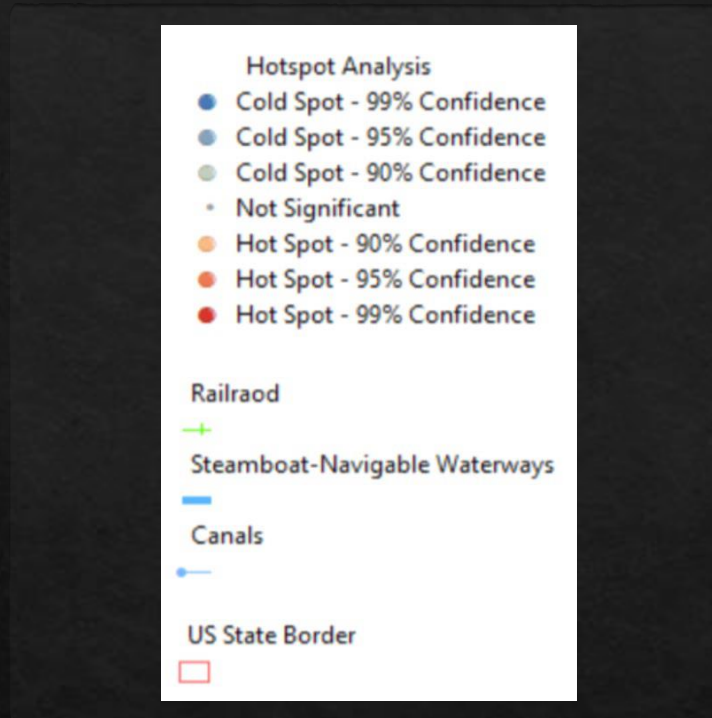 Hotspot Analysis
Cold Spot - 99% Confidence
Cold Spot - 95% Confidence
Cold Spot - 90% Confidence
Not Significant
Hot Spot - 90% Confidence
Hot Spot - 95% Confidence
Hot Spot - 99% Confidence
Railraod
Steamboat-Navigable Waterways
Canals
US State Border